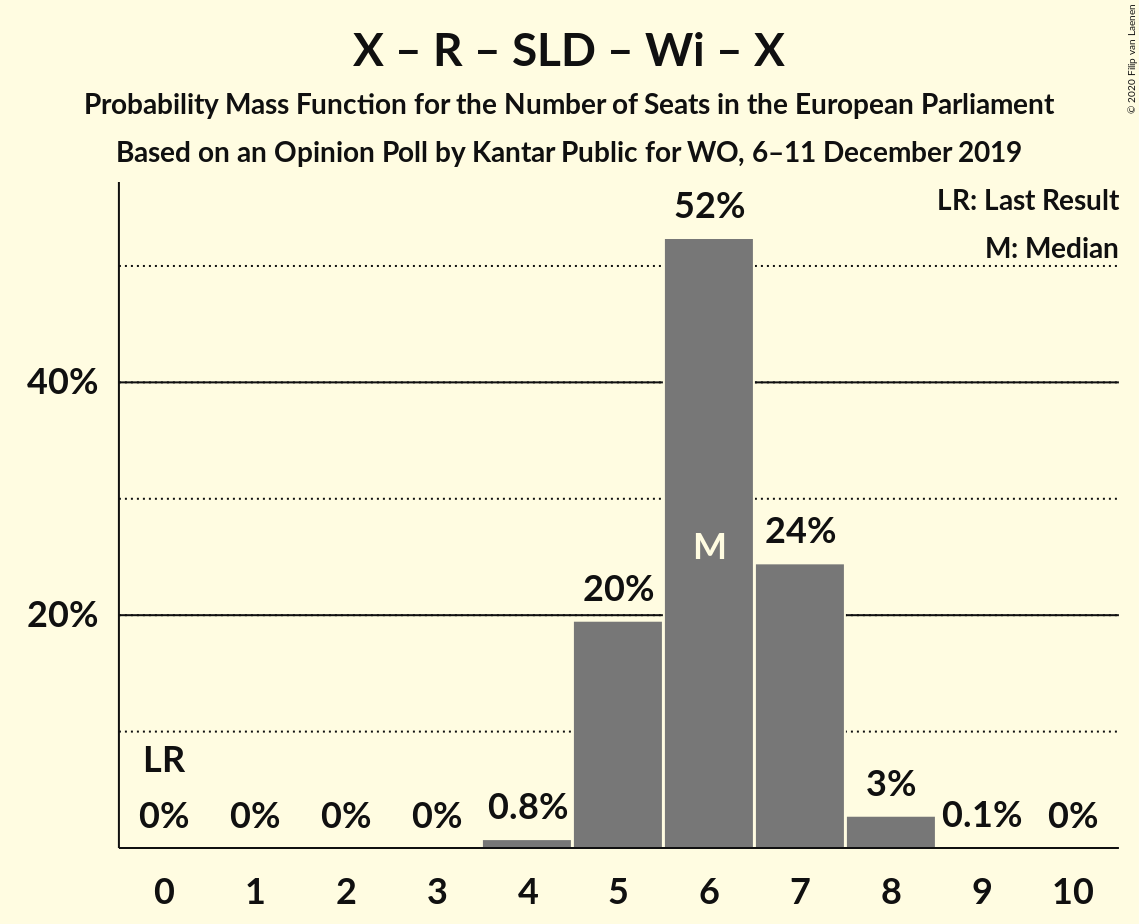 X – R – SLD – Wi – X
Probability Mass Function for the Number of Seats in the European Parliament
Based on an Opinion Poll by Kantar Public for WO, 6–11 December 2019
© 2020 Filip van Laenen
LR: Last Result
M: Median
52%
40%
M
24%
20%
20%
LR
3%
0% 0% 0% 0% 0.8% 0.1% 0%
0 1 2 3 4 5 6 7 8 9 10